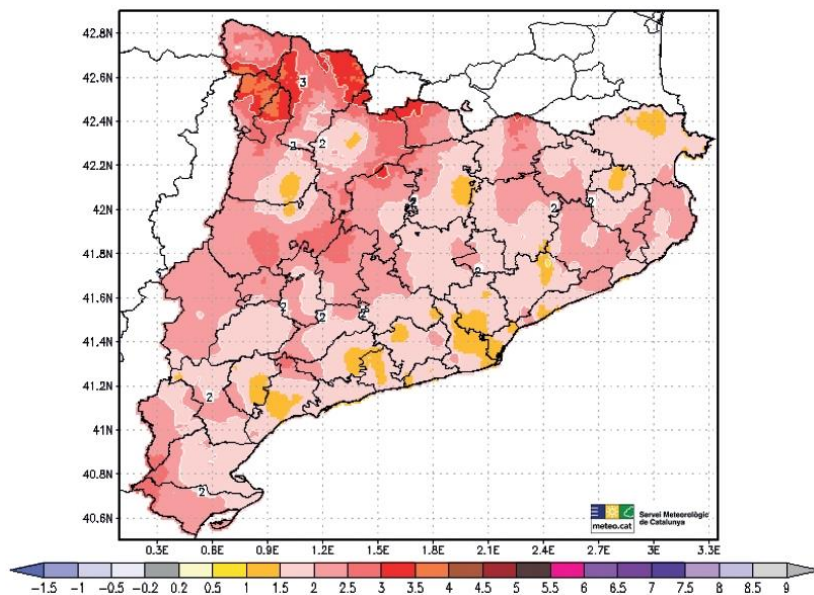 42.8N
42.6N
42.4N
42.2N
42N
41.8N
41.6N
41.4N
41.2N
41N
40.8N
40.6N
3
2
2
2
2
2
2
2
2
2
2
2
meteo.cat
Servei Meteorològic
de Catalunya
0.3E 0.6E 0.9E 1.2E 1.5E 1.8E 2.1E 2.4E 2.7E 3E 3.3E
-1.5 -1 -0.5 -0.2 0.2 0.5 1 1.5 2 2.5 3 3.5 4 4.5 5 5.5 6 6.5 7 7.5 8 8.5 9